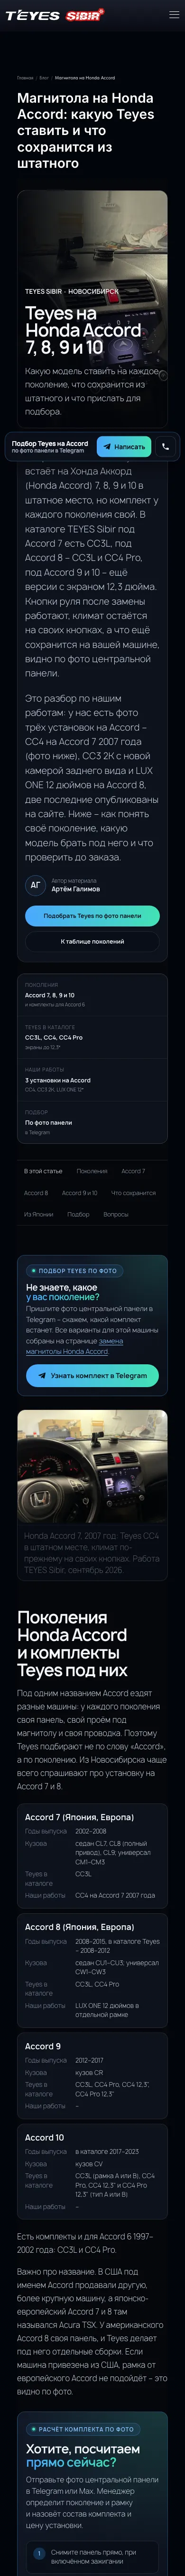 TEYES SIBIR
Главная / Блог / Магнитола на Honda Accord
Магнитола на Honda
Accord: какую Teyes
ставить и что
сохранится из
штатного
TEYES SIBIR · НОВОСИБИРСК
Teyes на
Honda Accord
7, 8, 9 и 10
Какую модель ставить на каждое
поколение, что сохранится из
штатного и что прислать для
подбора.
Подбор Teyes на Accord
по фото панели в Telegram
Написать
встаёт на Хонда Аккорд
(Honda Accord) 7, 8, 9 и 10 в
штатное место, но комплект у
каждого поколения свой. В
каталоге TEYES Sibir под
Accord 7 есть CC3L, под
Accord 8 – CC3L и CC4 Pro,
под Accord 9 и 10 – ещё
версии с экраном 12,3 дюйма.
Кнопки руля после замены
работают, климат остаётся
на своих кнопках, а что ещё
сохранится на вашей машине,
видно по фото центральной
панели.
Это разбор по нашим
работам: у нас есть фото
трёх установок на Accord –
CC4 на Accord 7 2007 года
(фото ниже), CC3 2K с новой
камерой заднего вида и LUX
ONE 12 дюймов на Accord 8,
две последние опубликованы
на сайте. Ниже – как понять
своё поколение, какую
модель брать под него и что
проверить до заказа.
АГ
Автор материала
Артём Галимов
Подобрать Teyes по фото панели
К таблице поколений
ПОКОЛЕНИЯ
Accord 7, 8, 9 и 10
и комплекты для Accord 6
TEYES В КАТАЛОГЕ
CC3L, CC4, CC4 Pro
экраны до 12,3"
НАШИ РАБОТЫ
3 установки на Accord
CC4, CC3 2K, LUX ONE 12"
ПОДБОР
По фото панели
в Telegram
В этой статье
Поколения
Accord 7
Accord 8
Accord 9 и 10
Что сохранится
Из Японии
Подбор
Вопросы
ПОДБОР TEYES ПО ФОТО
Не знаете, какое
у вас поколение?
Пришлите фото центральной панели в
Telegram – скажем, какой комплект
встанет. Все варианты для этой машины
собраны на странице замена
магнитолы Honda Accord.
Узнать комплект в Telegram
Honda Accord 7, 2007 год. Teyes CC4
в штатном месте, климат по-
прежнему на своих кнопках. Работа
TEYES Sibir, сентябрь 2026.
Поколения
Honda Accord
и комплекты
Teyes под них
Под одним названием Accord ездят
разные машины: у каждого поколения
своя панель, свой проём под
магнитолу и своя проводка. Поэтому
Teyes подбирают не по слову «Accord»,
а по поколению. Из Новосибирска чаще
всего спрашивают про установку на
Accord 7 и 8.
Accord 7 (Япония, Европа)
Годы выпуска 2002–2008
Кузова седан CL7, CL8 (полный
привод), CL9; универсал
CM1–CM3
Teyes в
каталоге CC3L
Наши работы CC4 на Accord 7 2007 года
Accord 8 (Япония, Европа)
Годы выпуска 2008–2015, в каталоге Teyes
– 2008–2012
Кузова седан CU1–CU3; универсал
CW1–CW3
Teyes в
каталоге CC3L, CC4 Pro
Наши работы LUX ONE 12 дюймов в
отдельной рамке
Accord 9
Годы выпуска 2012–2017
Кузова кузов CR
Teyes в
каталоге CC3L, CC4 Pro, CC4 12,3",
CC4 Pro 12,3"
Наши работы –
Accord 10
Годы выпуска в каталоге 2017–2023
Кузова кузов CV
Teyes в
каталоге CC3L (рамка A или B), CC4
Pro, CC4 12,3" и CC4 Pro
12,3" (тип A или B)
Наши работы –
Есть комплекты и для Accord 6 1997–
2002 года: CC3L и CC4 Pro.
Важно про название. В США под
именем Accord продавали другую,
более крупную машину, а японско-
европейский Accord 7 и 8 там
назывался Acura TSX. У американского
Accord 8 своя панель, и Teyes делает
под него отдельные сборки. Если
машина привезена из США, рамка от
европейского Accord не подойдёт – это
видно по фото.
РАСЧЁТ КОМПЛЕКТА ПО ФОТО
Хотите, посчитаем
прямо сейчас?
Отправьте фото центральной панели
в Telegram или Max. Менеджер
определит поколение и рамку
и назовёт состав комплекта и
цену установки.
1 Снимите панель прямо, при
включённом зажигании